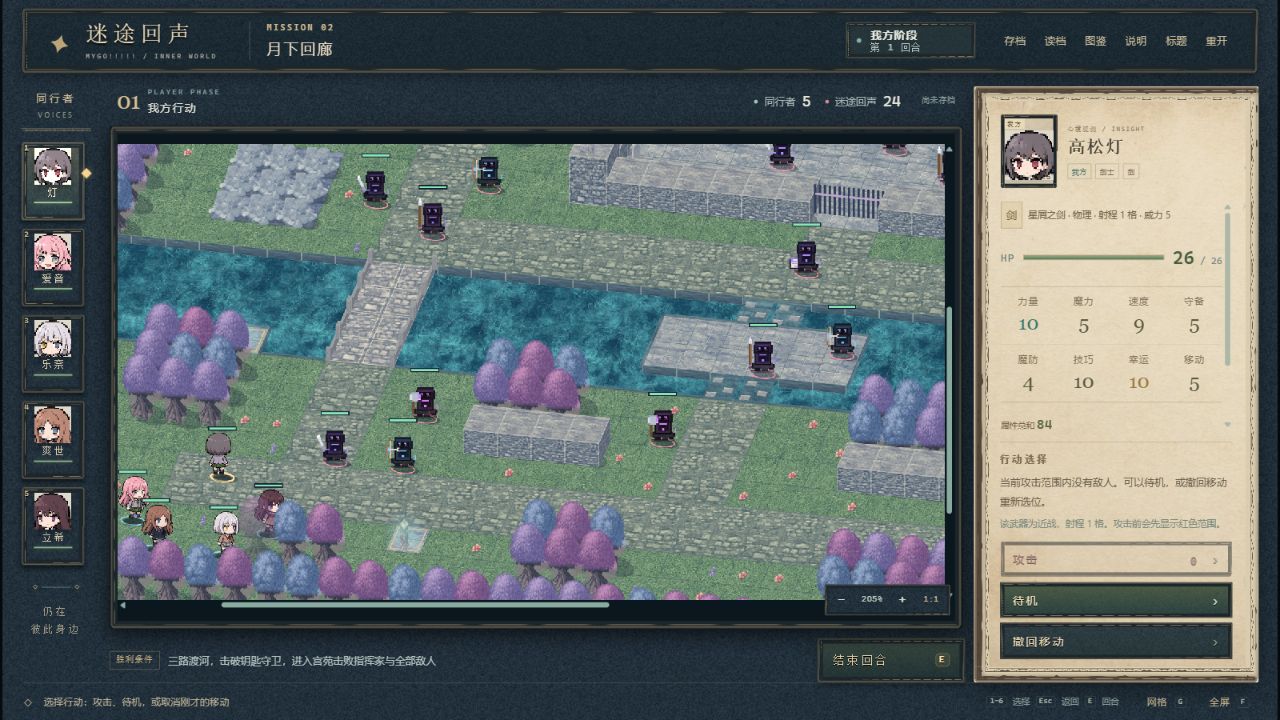 迷途回声
MYGO!!!!! / INNER WORLD
MISSION 02
月下回廊
我方阶段
第 1 回合
存档 读档 图鉴 说明 标题 重开
同行者
VOICES
01
PLAYER PHASE
我方行动
同行者 5
迷途回声 24
尚未存档
1
灯
2
爱音
3
乐奈
4
爽世
5
立希
仍在
彼此身边
我方
/ INSIGHT
高松灯
我方 剑士 剑
剑 星屑之剑·物理·射程 1 格·威力 5
HP 26 / 26
力量 魔力 速度 守备
10 5 9 5
魔防 技巧 幸运 移动
4 10 10 5
属性总和 84
行动选择
当前攻击范围内没有敌人。可以待机，或撤回移动
重新选位。
该武器为近战，射程 1 格。攻击前会先显示红色范围。
攻击 0 ›
待机 ›
撤回移动 ›
− 205% + 1:1
胜利条件 三路渡河，击破钥匙守卫，进入宫苑击败指挥家与全部敌人
结束回合 E
选择行动：攻击、待机，或取消刚才的移动
1-6 选择 Esc 返回 E 回合 网格 G 全屏 F